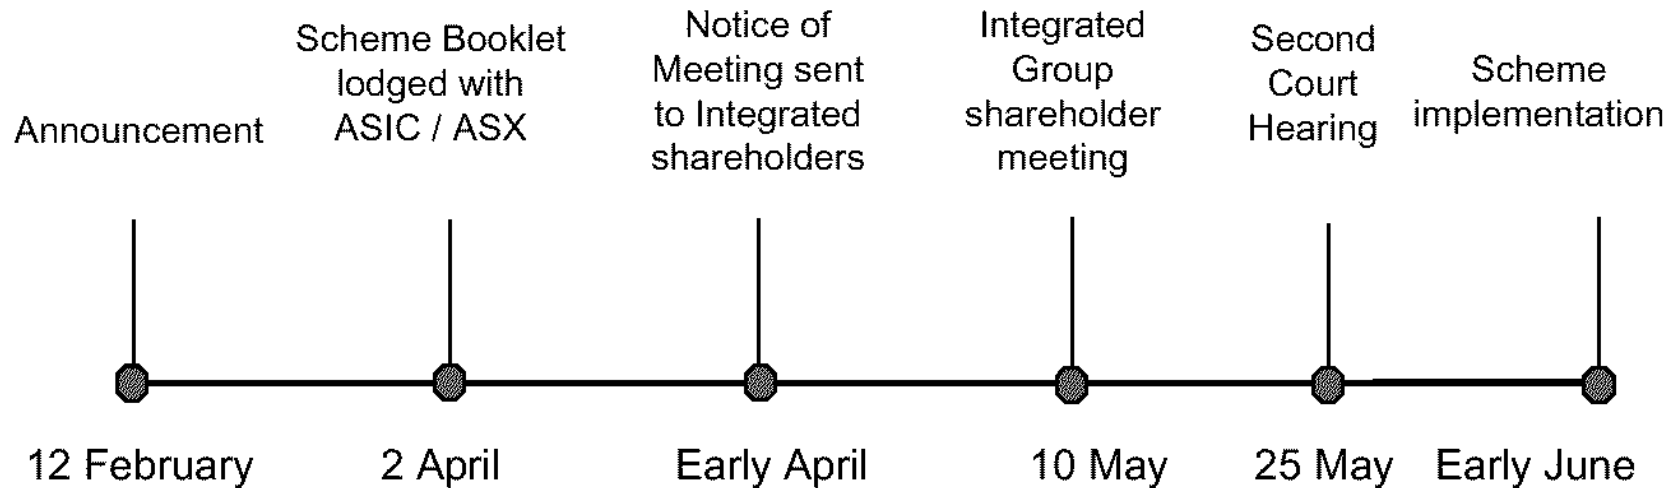 Announcement
Scheme Booklet
lodged with
ASIC / ASX
Notice of
Meeting sent
to Integrated
shareholders
Integrated
Group
shareholder
meeting
Second
Court
Hearing
Scheme
implementation
12 February
2 April
Early April
10 May
25 May
Early June